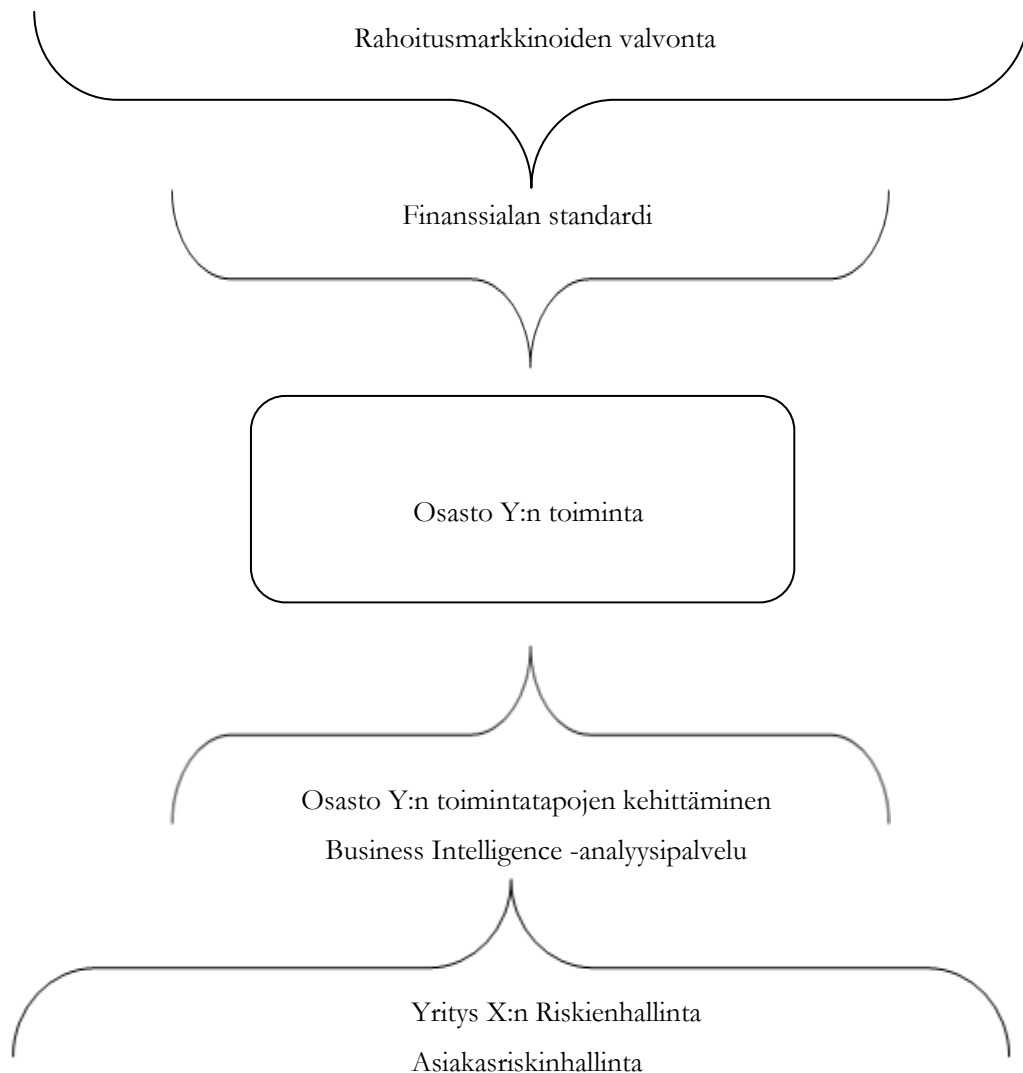 Rahoitusmarkkinoiden valvonta
Finanssialan standardi
Osasto Y:n toiminta
Osasto Y:n toimintatapojen kehittäminen
Business Intelligence -analyysipalvelu
Yritys X:n Riskienhallinta
Asiakasriskinhallinta